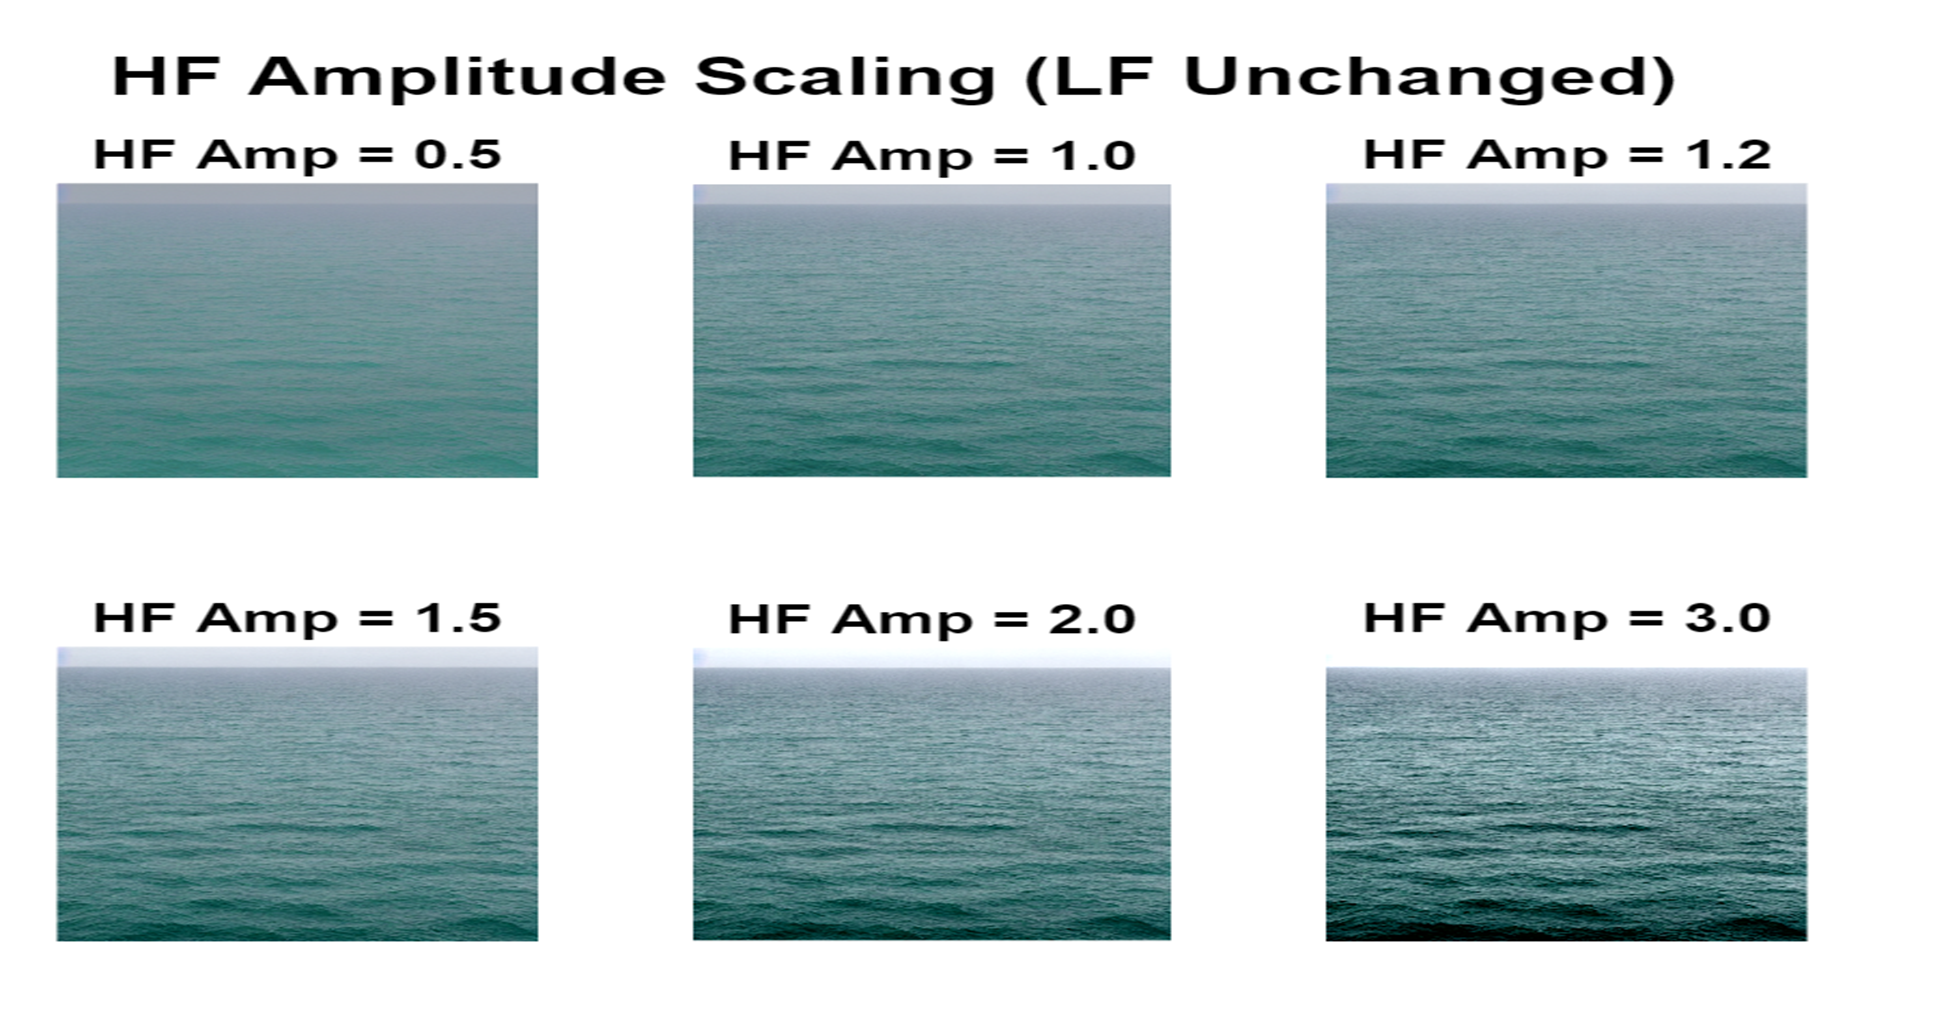 HF Amplitude Scaling (LF Unchanged)
HF Amp = 0.5
HF Amp = 1.0
HF Amp = 1.2
HF Amp = 1.5
HF Amp = 2.0
HF Amp = 3.0